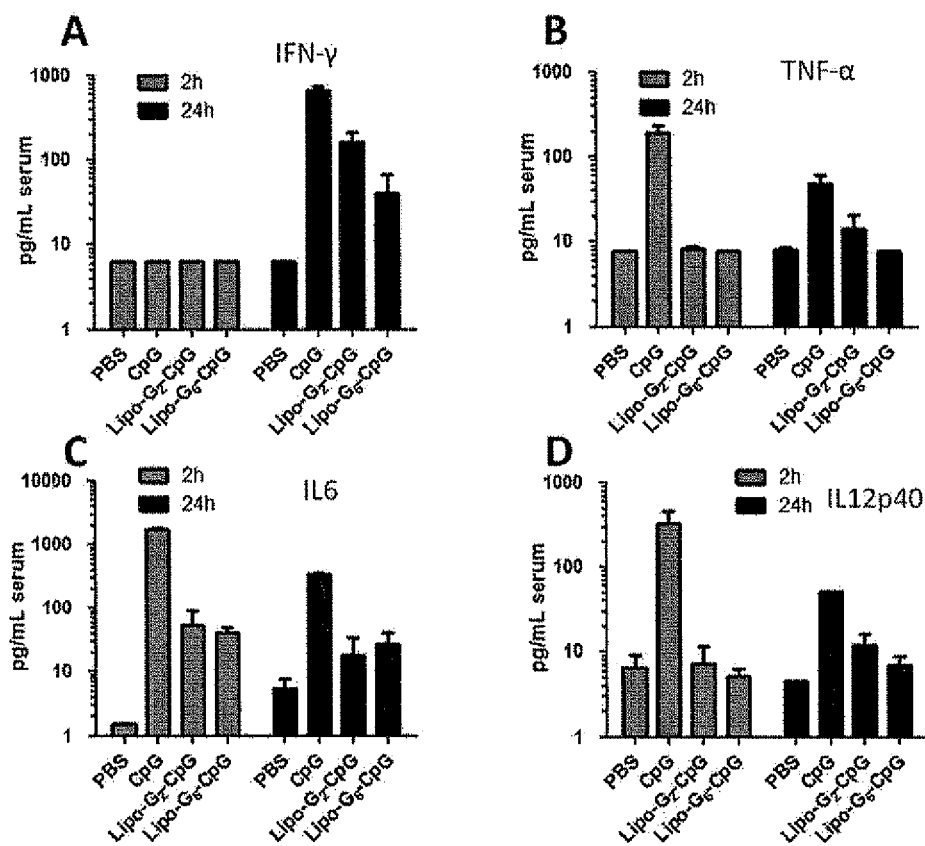 A
IFN-γ
2h
24h
1000
100
10
1
pg/mL serum
PBS
CpG
Lipo-G₂-CpG
Lipo-G₆-CpG
PBS
CpG
Lipo-G₂-CpG
Lipo-G₆-CpG
B
TNF-α
2h
24h
1000
100
10
1
pg/mL serum
PBS
CpG
Lipo-G₂-CpG
Lipo-G₆-CpG
PBS
CpG
Lipo-G₂-CpG
Lipo-G₆-CpG
C
IL6
2h
24h
10000
1000
100
10
1
pg/mL serum
PBS
CpG
Lipo-G₂-CpG
Lipo-G₆-CpG
PBS
CpG
Lipo-G₂-CpG
Lipo-G₆-CpG
D
IL12p40
2h
24h
1000
100
10
1
pg/mL serum
PBS
CpG
Lipo-G₂-CpG
Lipo-G₆-CpG
PBS
CpG
Lipo-G₂-CpG
Lipo-G₆-CpG